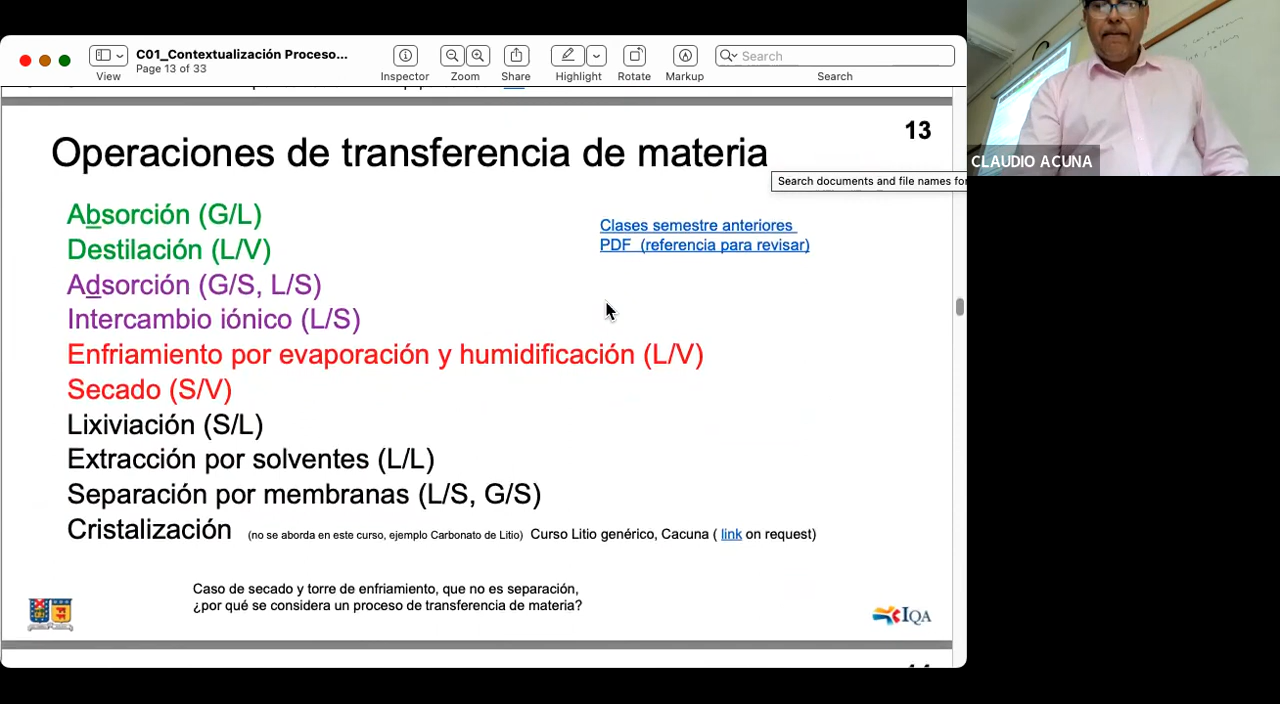 C01_Contextualización Proceso...
Page 13 of 33
View
Inspector
Zoom
Share
Highlight
Rotate
Markup
Search
Search
13
Operaciones de transferencia de materia
Search documents and file names for
Absorción (G/L)
Destilación (L/V)
Adsorción (G/S, L/S)
Intercambio iónico (L/S)
Enfriamiento por evaporación y humidificación (L/V)
Secado (S/V)
Lixiviación (S/L)
Extracción por solventes (L/L)
Separación por membranas (L/S, G/S)
Cristalización (no se aborda en este curso, ejemplo Carbonato de Litio) Curso Litio genérico, Cacuna ( link on request)
Clases semestre anteriores
PDF (referencia para revisar)
Caso de secado y torre de enfriamiento, que no es separación,
¿por qué se considera un proceso de transferencia de materia?
IQA
CLAUDIO ACUNA